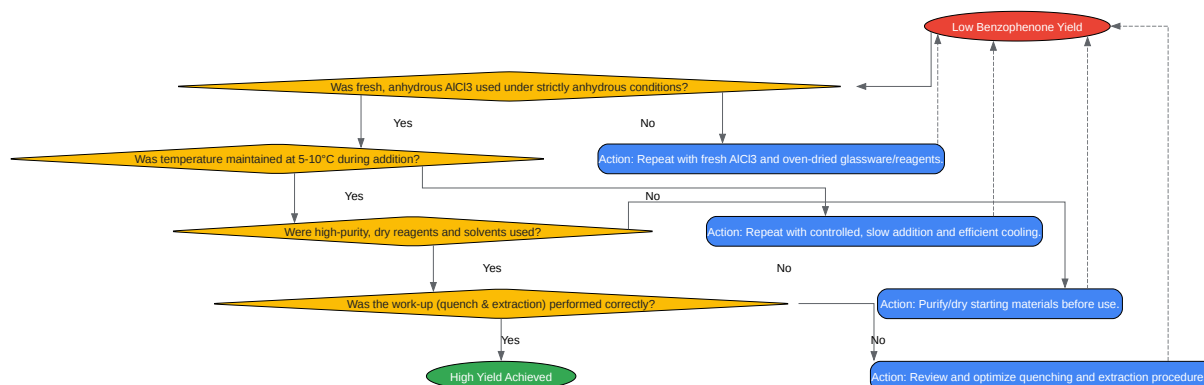 Low Benzophenone Yield
Was fresh, anhydrous AlCl3 used under strictly anhydrous conditions?
Yes
No
Was temperature maintained at 5-10°C during addition?
Action: Repeat with fresh AlCl3 and oven-dried glassware/reagents.
Yes
No
Were high-purity, dry reagents and solvents used?
Action: Repeat with controlled, slow addition and efficient cooling.
Yes
No
Was the work-up (quench & extraction) performed correctly?
Action: Purify/dry starting materials before use.
Yes
No
High Yield Achieved
Action: Review and optimize quenching and extraction procedure